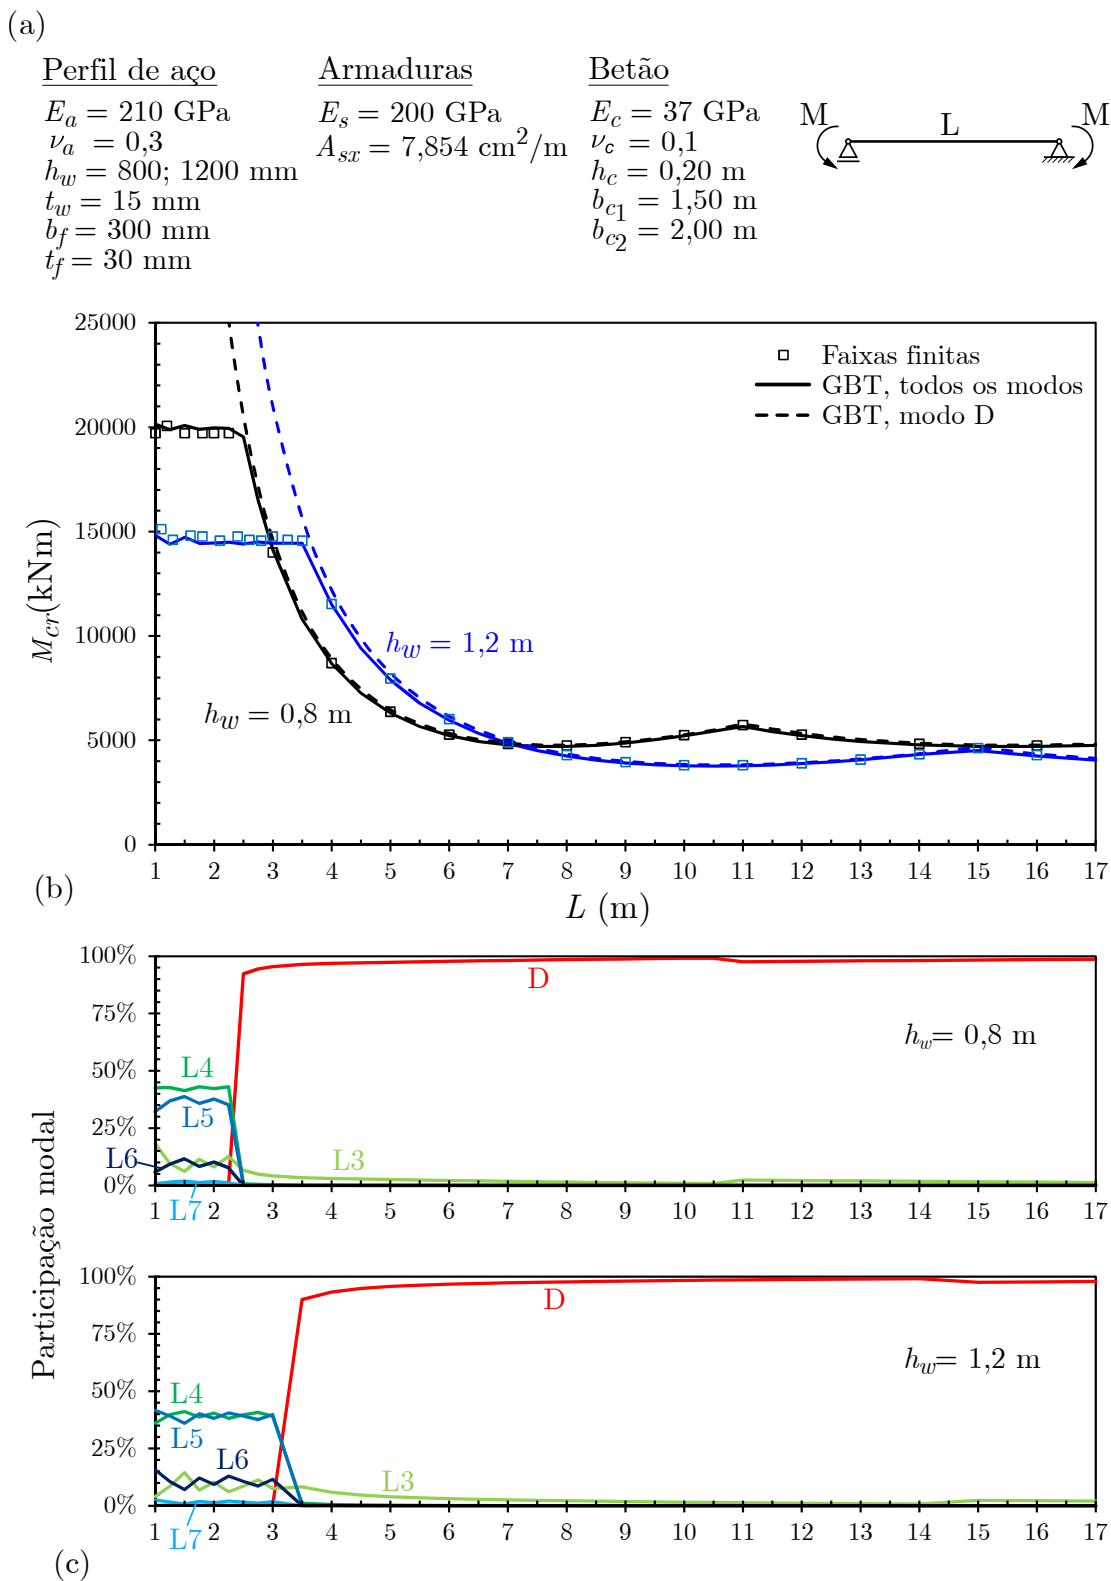 (a)
Perfil de aço
E_a = 210 GPa
ν_a = 0,3
h_w = 800; 1200 mm
t_w = 15 mm
b_f = 300 mm
t_f = 30 mm
Armaduras
E_s = 200 GPa
A_sx = 7,854 cm²/m
Betão
E_c = 37 GPa
ν_c = 0,1
h_c = 0,20 m
b_c1 = 1,50 m
b_c2 = 2,00 m
M L M
25000
20000
15000
10000
5000
0
M_cr(kNm)
Faixas finitas
GBT, todos os modos
GBT, modo D
h_w = 1,2 m
h_w = 0,8 m
1 2 3 4 5 6 7 8 9 10 11 12 13 14 15 16 17
L (m)
(b)
Participação modal
100%
75%
50%
25%
0%
D
h_w= 0,8 m
L4
L5
L6
L3
L7
1 2 3 4 5 6 7 8 9 10 11 12 13 14 15 16 17
100%
75%
50%
25%
0%
D
h_w= 1,2 m
L4
L5
L6
L3
L7
1 2 3 4 5 6 7 8 9 10 11 12 13 14 15 16 17
(c)